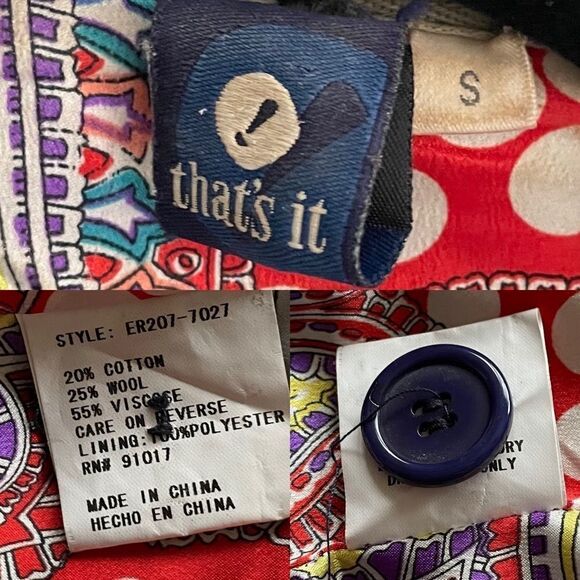 that's it
S
STYLE: ER207-7027
20% COTTON
25% WOOL
55% VISCOSE
CARE ON REVERSE
LINING:100%POLYESTER
RN# 91017
MADE IN CHINA
HECHO EN CHINA
ONLY